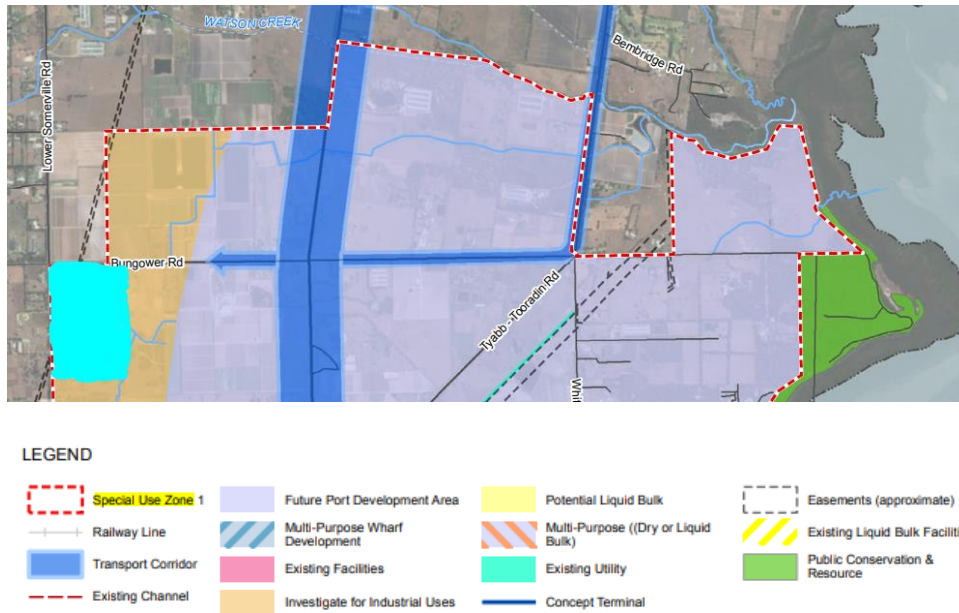 WATSON CREEK
Bembridge Rd
Lower Somerville Rd
Bungower Rd
Tyabb - Tooradin Rd
Whit
LEGEND
Special Use Zone 1
Railway Line
Transport Corridor
Existing Channel
Future Port Development Area
Multi-Purpose Wharf
Development
Existing Facilities
Investigate for Industrial Uses
Potential Liquid Bulk
Multi-Purpose ((Dry or Liquid
Bulk)
Existing Utility
Concept Terminal
Easements (approximate)
Existing Liquid Bulk Faciliti
Public Conservation &
Resource